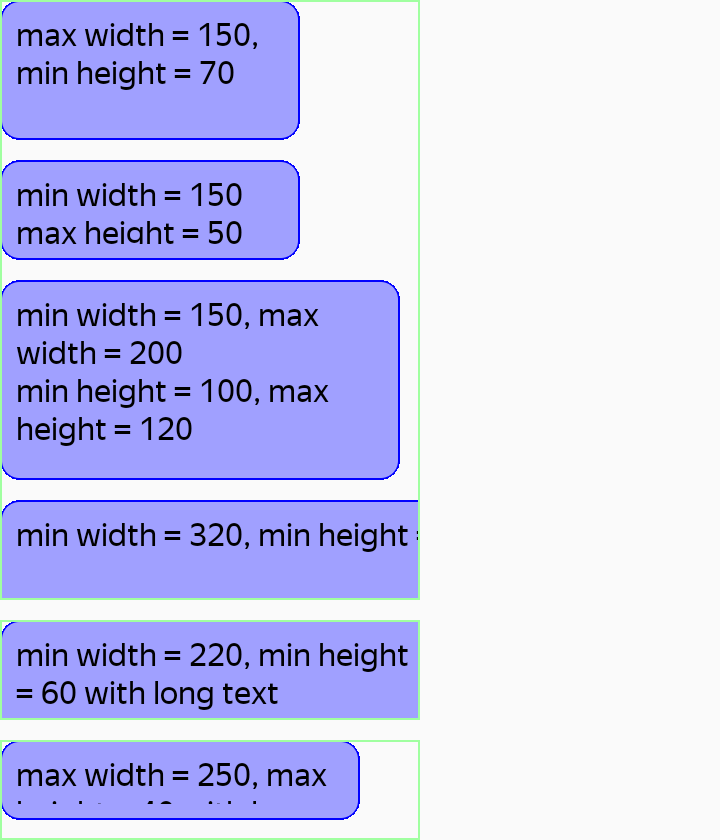 max width = 150,
min height = 70
min width = 150
max height = 50
min width = 150, max
width = 200
min height = 100, max
height = 120
min width = 320, min height
min width = 220, min height
= 60 with long text
max width = 250, max